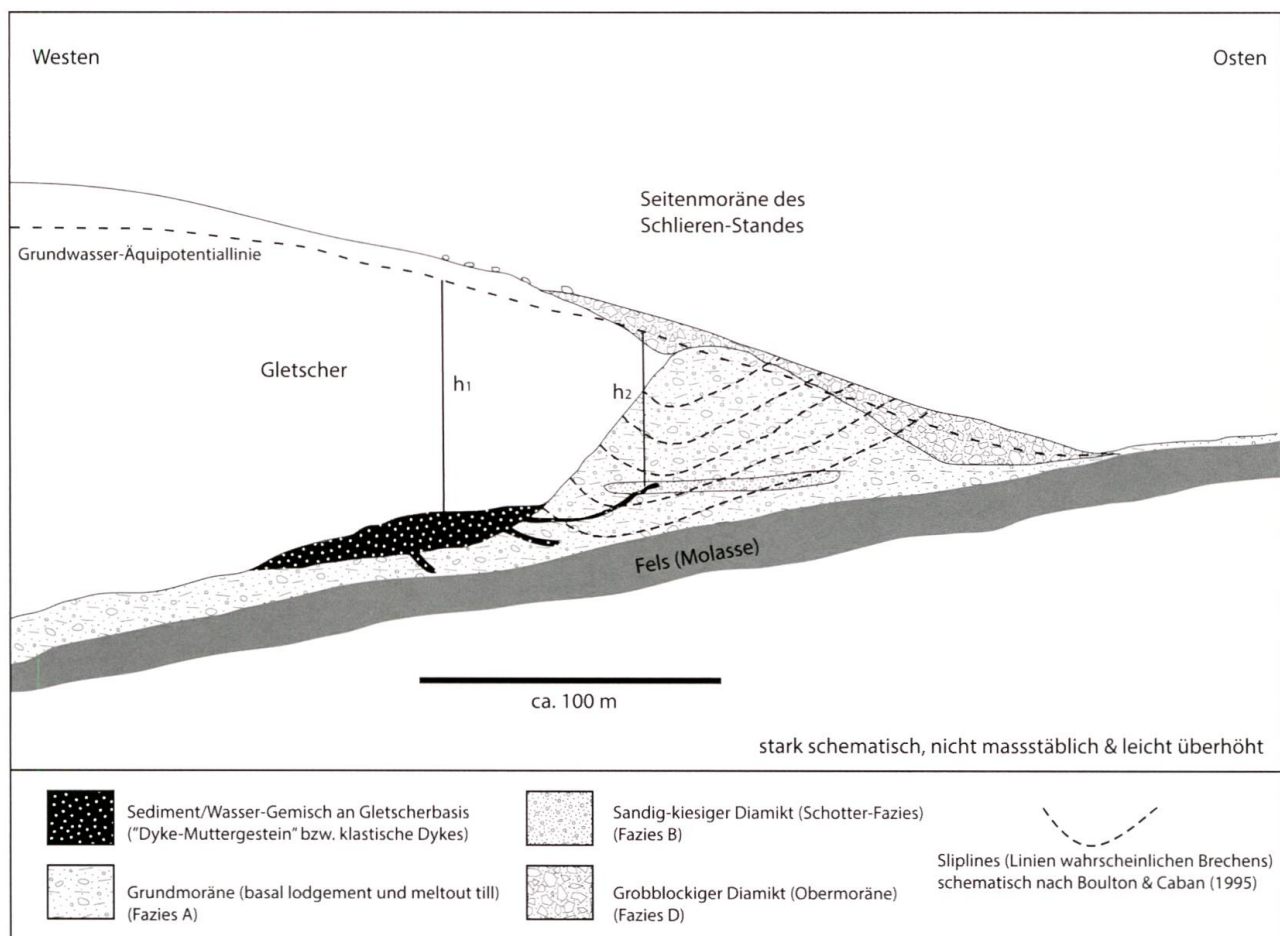 Westen
Osten
Seitenmoräne des
Schlieren-Standes
Grundwasser-Äquipotentiallinie
Gletscher
h1
h2
Fels (Molasse)
ca. 100 m
stark schematisch, nicht massstäblich & leicht überhöht
Sediment/Wasser-Gemisch an Gletscherbasis
("Dyke-Muttergestein" bzw. klastische Dykes)
Grundmoräne (basal lodgement und meltout till)
(Fazies A)
Sandig-kiesiger Diamikt (Schotter-Fazies)
(Fazies B)
Grobblockiger Diamikt (Obermoräne)
(Fazies D)
Sliplines (Linien wahrscheinlichen Brechens)
schematisch nach Boulton & Caban (1995)